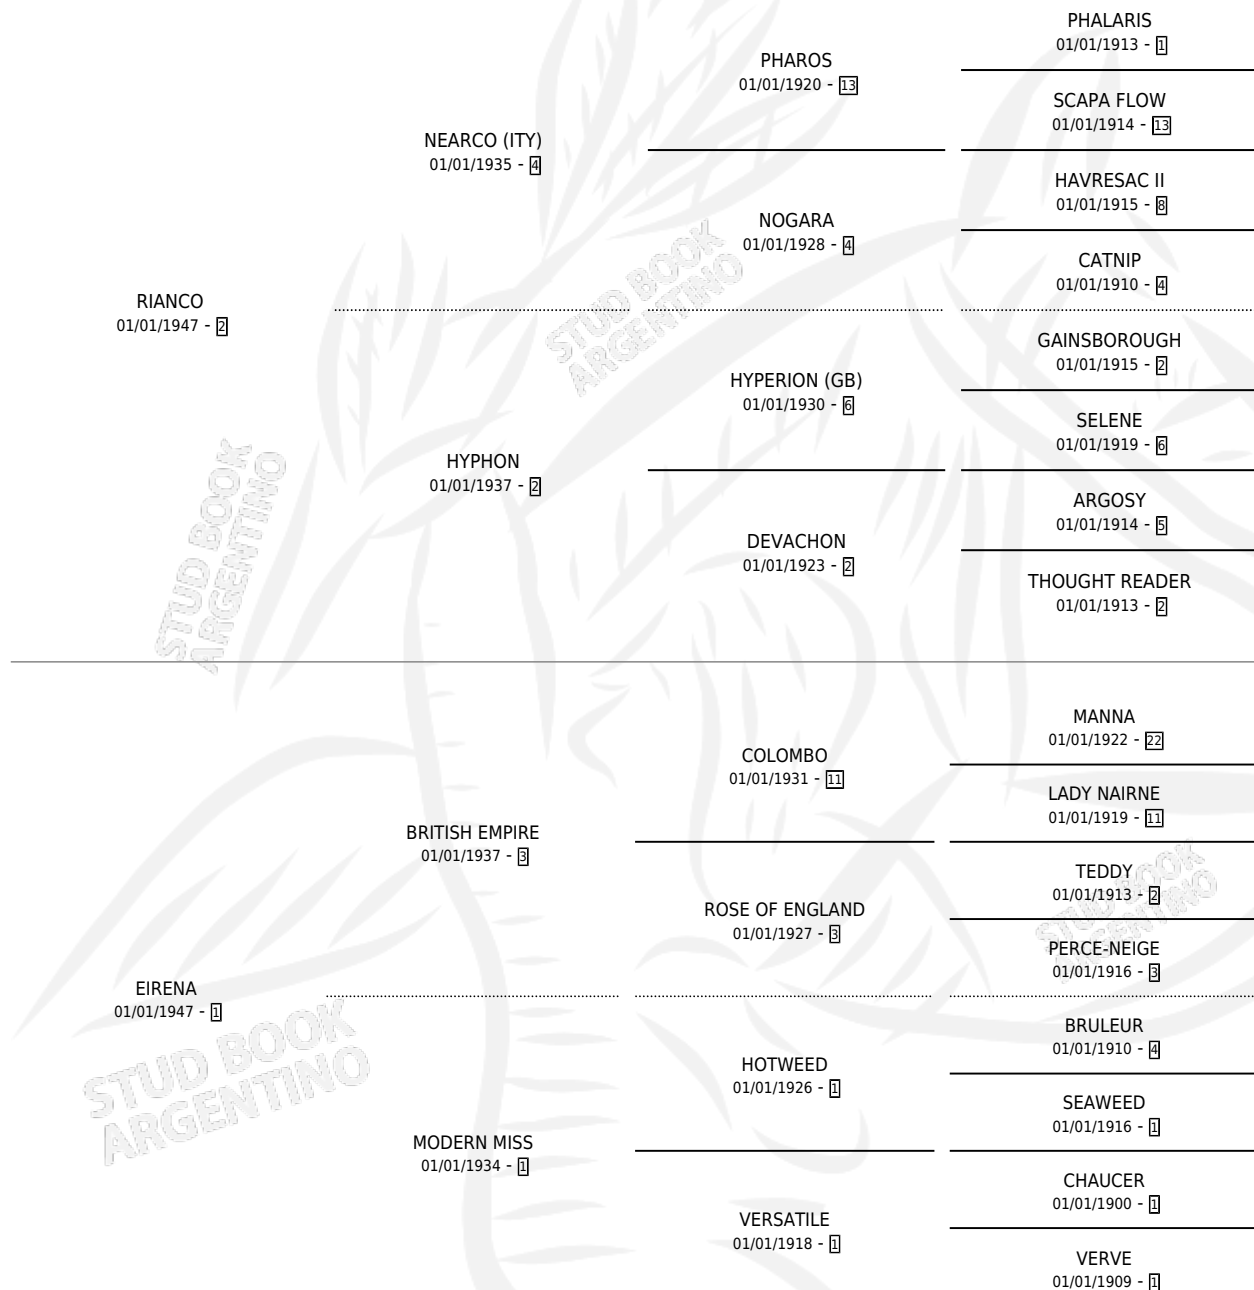 PHALARIS
01/01/1913 - 1
PHAROS
01/01/1920 - 13
SCAPA FLOW
01/01/1914 - 13
NEARCO (ITY)
01/01/1935 - 4
HAVRESAC II
01/01/1915 - 8
NOGARA
01/01/1928 - 4
CATNIP
01/01/1910 - 4
RIANCO
01/01/1947 - 2
STUD BOOK
ARGENTINO
GAINSBOROUGH
01/01/1915 - 2
HYPERION (GB)
01/01/1930 - 6
SELENE
01/01/1919 - 6
HYPHON
01/01/1937 - 2
ARGOSY
01/01/1914 - 5
DEVACHON
01/01/1923 - 2
THOUGHT READER
01/01/1913 - 2
STUD BOOK
ARGENTINO
MANNA
01/01/1922 - 22
COLOMBO
01/01/1931 - 11
LADY NAIRNE
01/01/1919 - 11
BRITISH EMPIRE
01/01/1937 - 3
TEDDY
01/01/1913 - 2
ROSE OF ENGLAND
01/01/1927 - 3
STUD BOOK
ARGENTINO
PERCE-NEIGE
01/01/1916 - 3
EIRENA
01/01/1947 - 1
BRULEUR
01/01/1910 - 4
HOTWEED
01/01/1926 - 1
STUD BOOK
ARGENTINO
SEAWEED
01/01/1916 - 1
MODERN MISS
01/01/1934 - 1
CHAUCER
01/01/1900 - 1
VERSATILE
01/01/1918 - 1
VERVE
01/01/1909 - 1